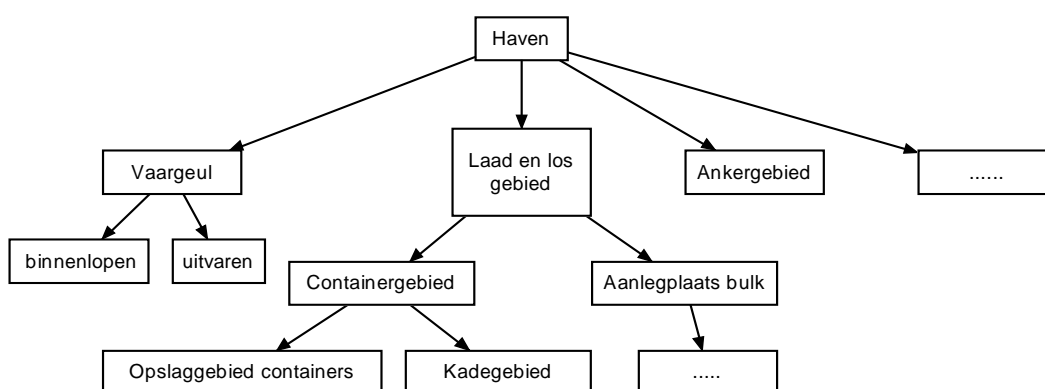 Haven
Vaargeul
Laad en los
gebied
Ankergebied
......
binnenlopen
uitvaren
Containergebied
Aanlegplaats bulk
Opslaggebied containers
Kadegebied
.....